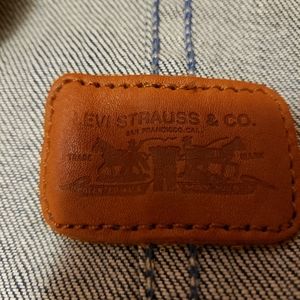 LEVI STRAUSS & CO.
SAN FRANCISCO, CAL.
TRADE MARK